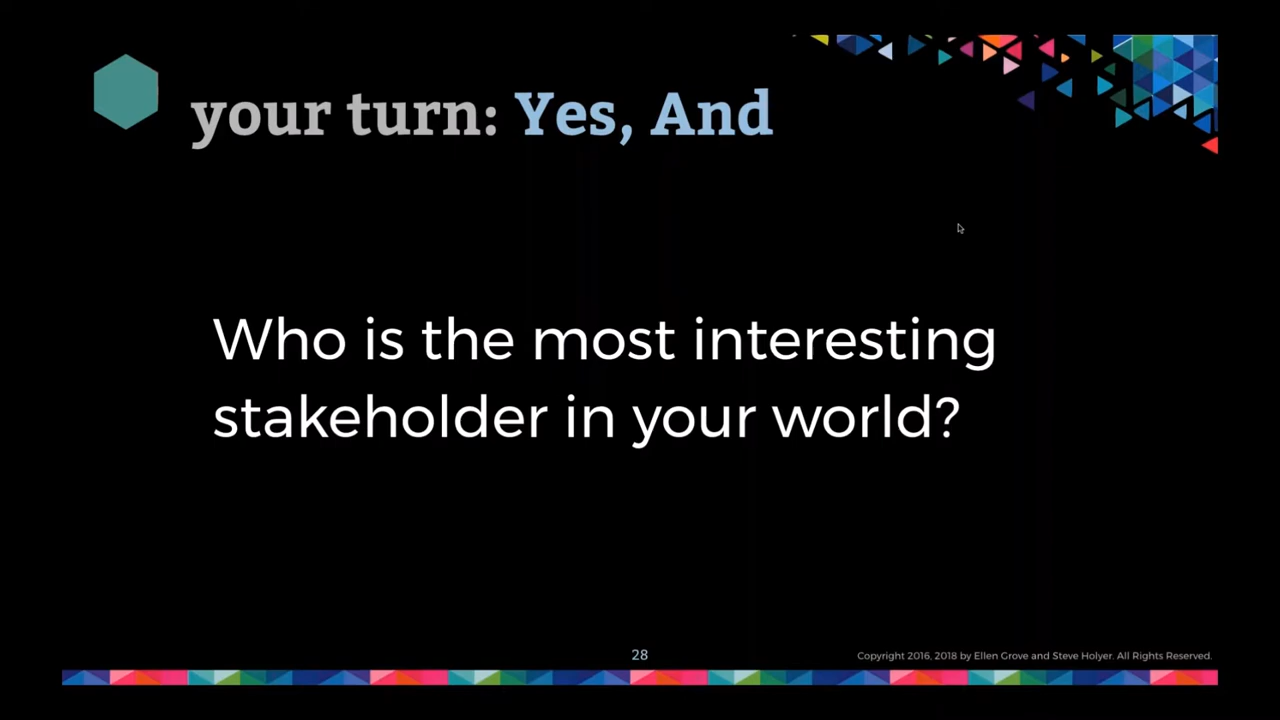 your turn: Yes, And
Who is the most interesting
stakeholder in your world?
28
Copyright 2016, 2018 by Ellen Grove and Steve Holyer. All Rights Reserved.